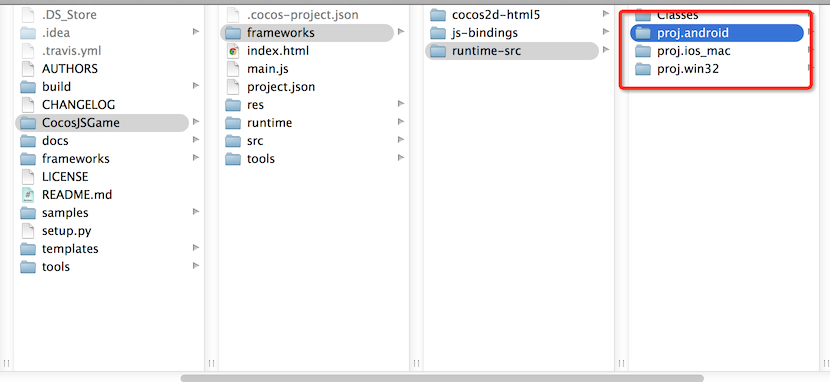 .DS_Store
.idea
.travis.yml
AUTHORS
build
CHANGELOG
CocosJSGame
docs
frameworks
LICENSE
README.md
samples
setup.py
templates
tools
.cocos-project.json
frameworks
index.html
main.js
project.json
res
runtime
src
tools
cocos2d-html5
js-bindings
runtime-src
Classes
proj.android
proj.ios_mac
proj.win32